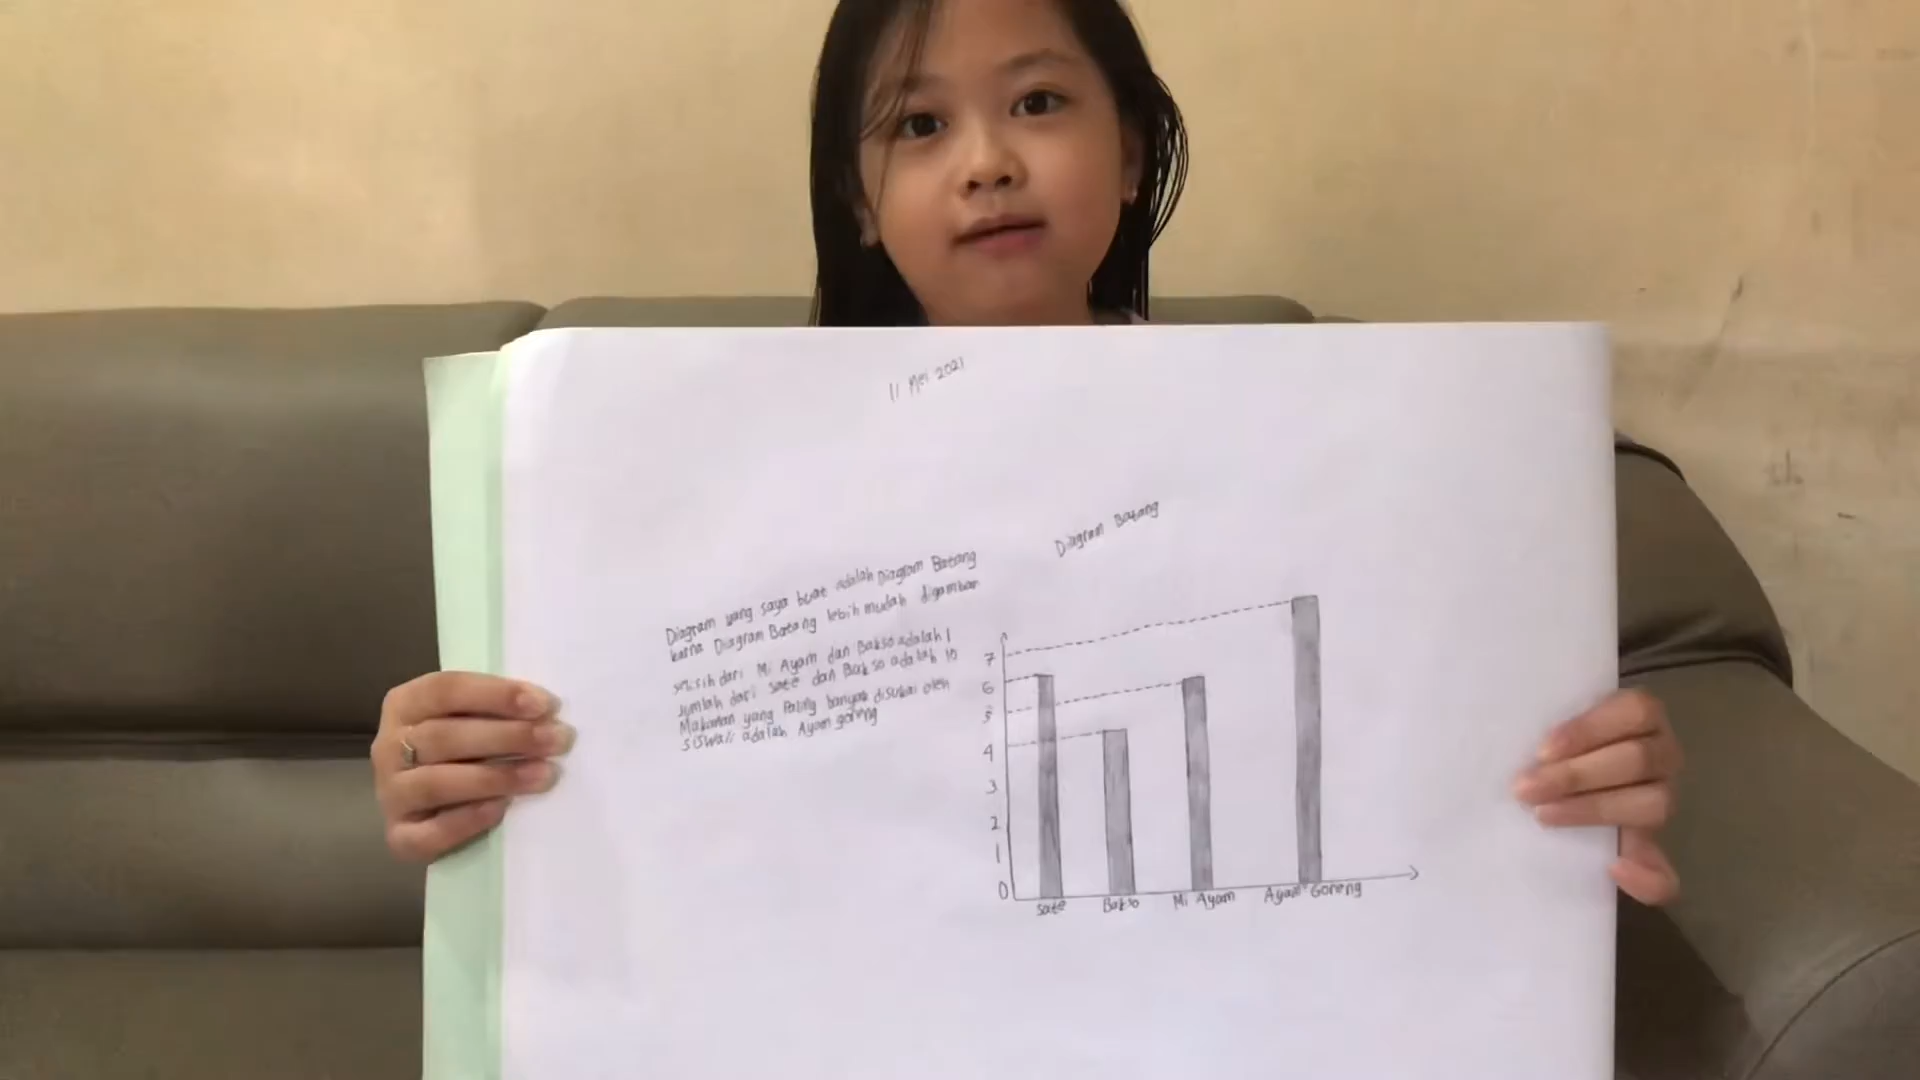 11 Mei 2021
Diagram Batang
Diagram yang saya buat adalah Diagram Batang
karna Diagram Batang lebih mudah digambar
selisih dari Mi Ayam dan Bakso adalah 1
Jumlah dari sate dan Bakso adalah 10
Makanan yang Paling banyak disukai oleh
siswa/i adalah Ayam goreng
7
6
5
4
3
2
1
0
sate Bakso Mi Ayam Ayam Goreng